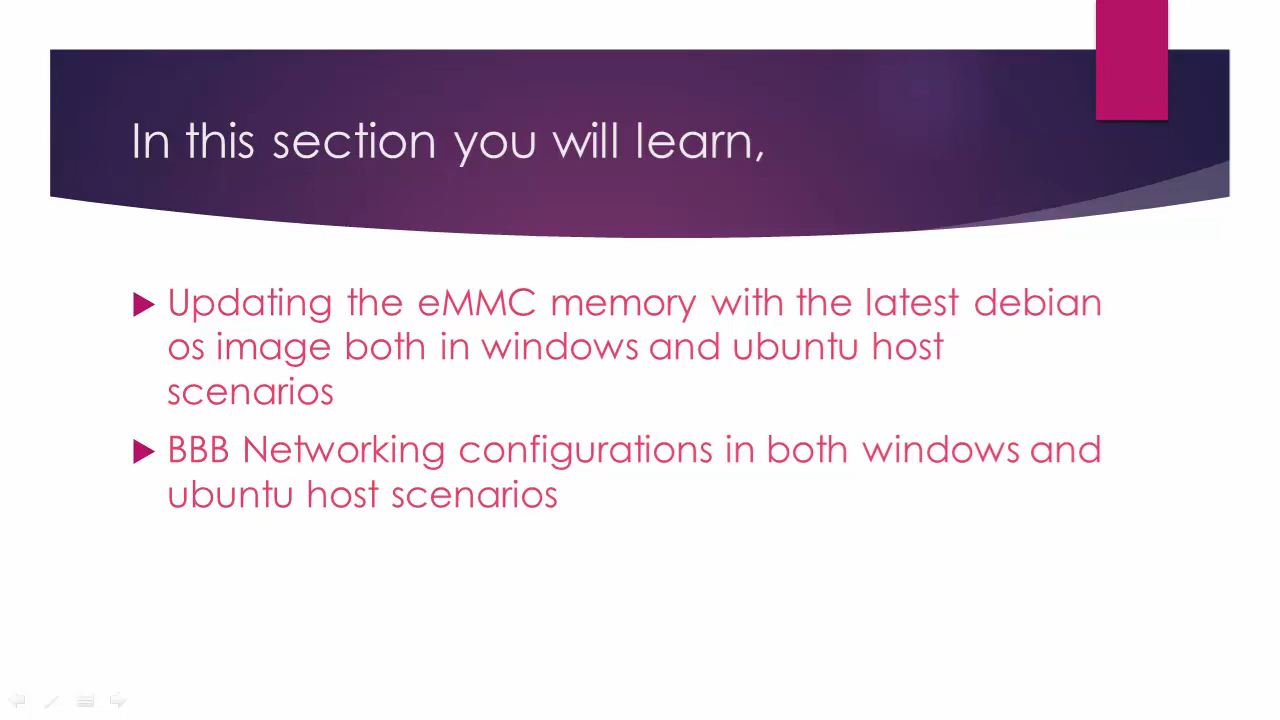 In this section you will learn,
Updating the eMMC memory with the latest debian
os image both in windows and ubuntu host
scenarios
BBB Networking configurations in both windows and
ubuntu host scenarios